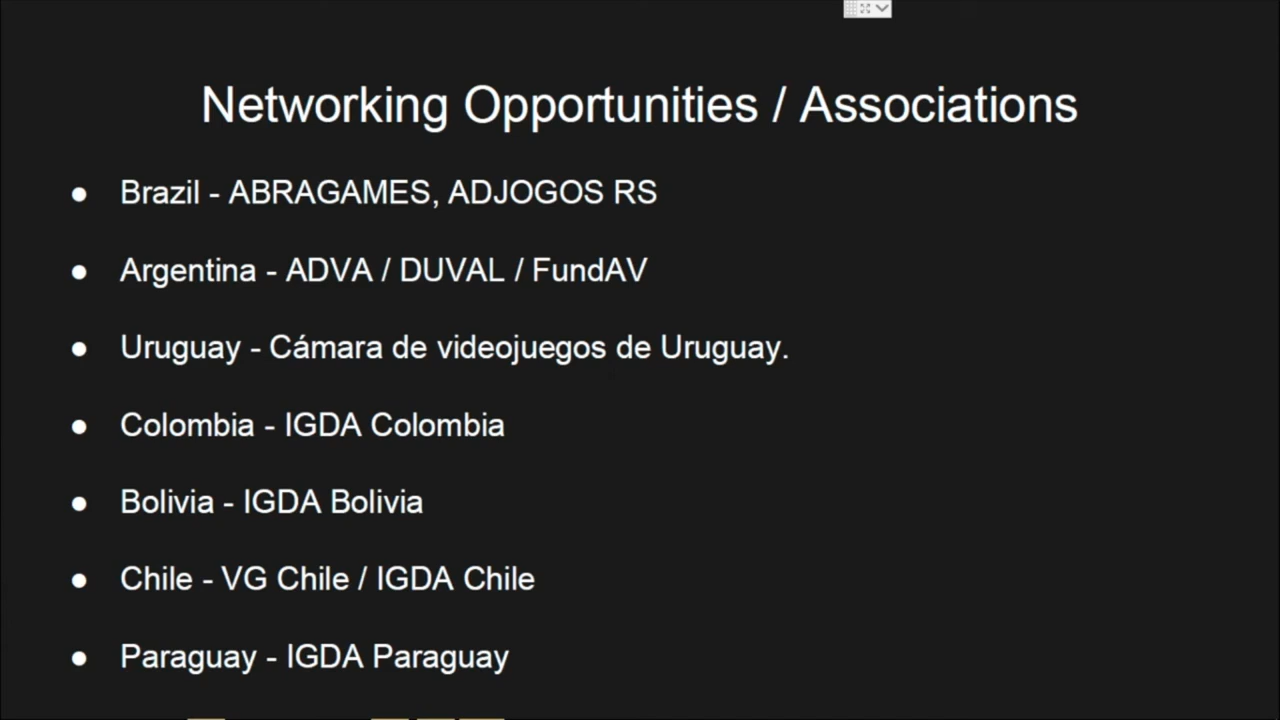 Networking Opportunities / Associations
● Brazil - ABRAGAMES, ADJOGOS RS
● Argentina - ADVA / DUVAL / FundAV
● Uruguay - Cámara de videojuegos de Uruguay.
● Colombia - IGDA Colombia
● Bolivia - IGDA Bolivia
● Chile - VG Chile / IGDA Chile
● Paraguay - IGDA Paraguay